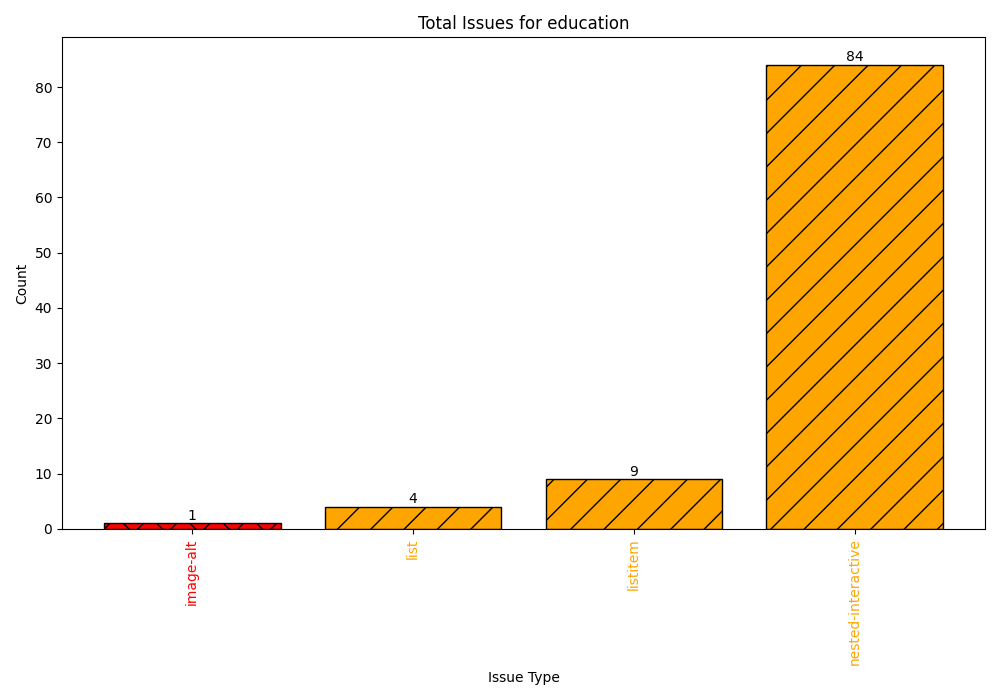 Total Issues for education
84
80
70
60
50
40
30
20
10
0
Count
9
4
1
image-alt
list
listitem
nested-interactive
Issue Type